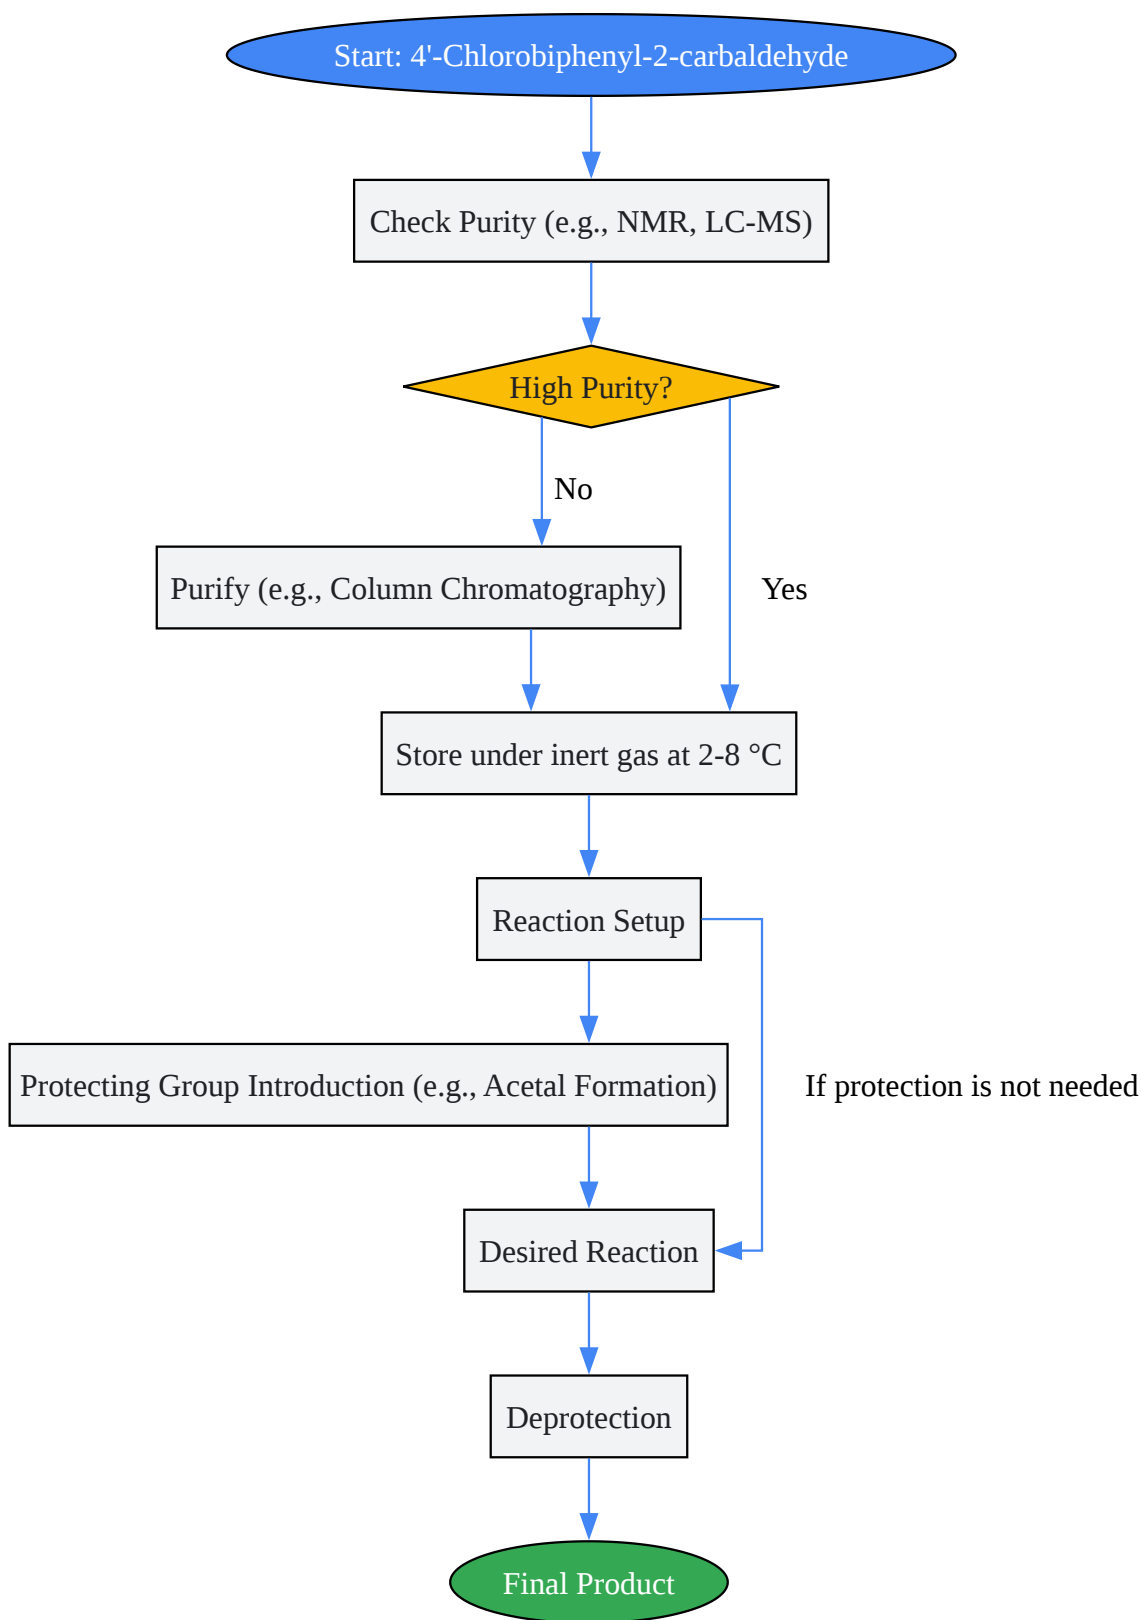 Start: 4'-Chlorobiphenyl-2-carbaldehyde
Check Purity (e.g., NMR, LC-MS)
High Purity?
No
Purify (e.g., Column Chromatography)
Yes
Store under inert gas at 2-8 °C
Reaction Setup
Protecting Group Introduction (e.g., Acetal Formation)
If protection is not needed
Desired Reaction
Deprotection
Final Product